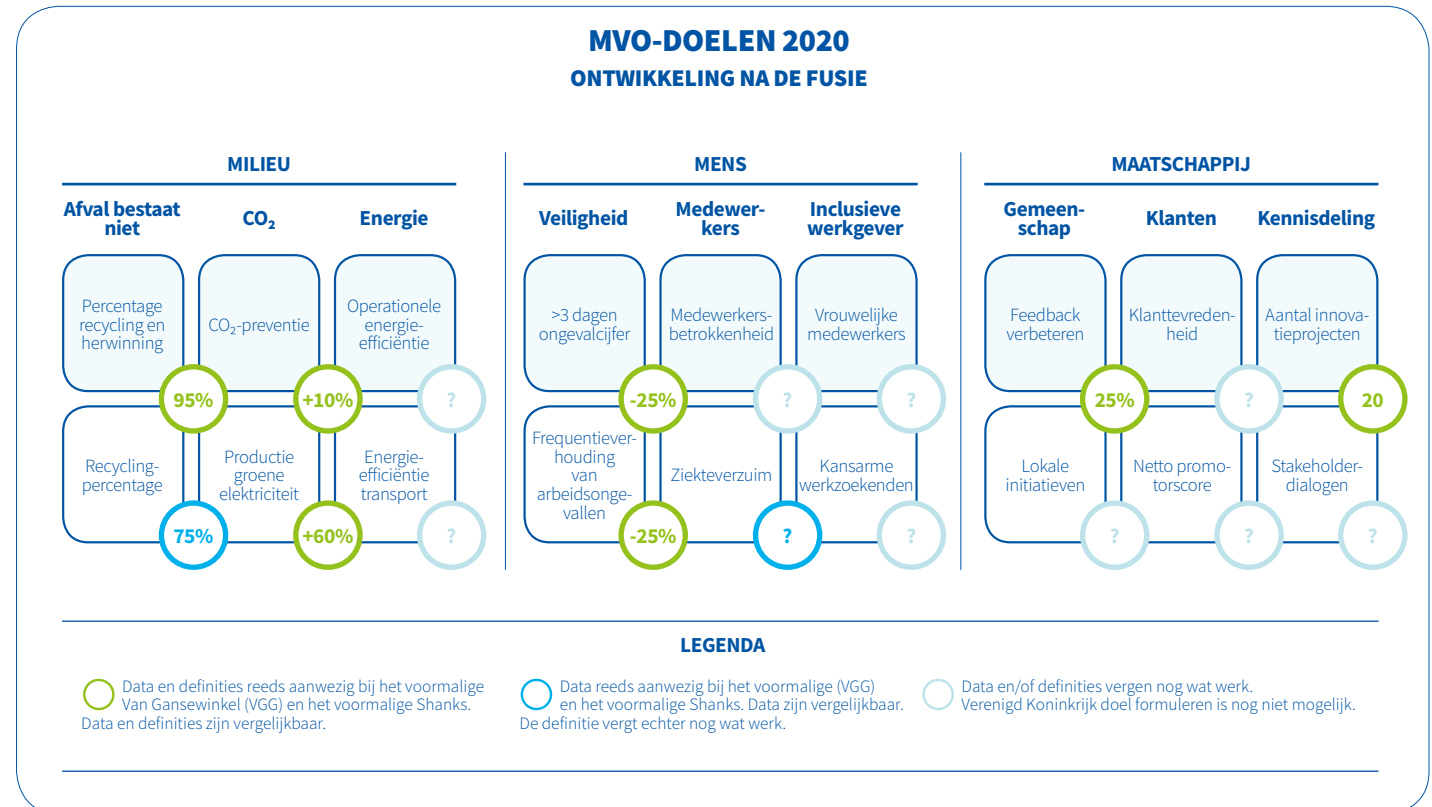 MVO-DOELEN 2020
ONTWIKKELING NA DE FUSIE
MILIEU
Afval bestaat
niet
CO₂
Energie
Percentage
recycling en
herwinning
95%
CO₂-preventie
+10%
Operationele
energie-
efficiëntie
?
Recycling-
percentage
75%
Productie
groene
elektriciteit
+60%
Energie-
efficiëntie
transport
?
MENS
Veiligheid
Medewer-
kers
Inclusieve
werkgever
>3 dagen
ongevalcijfer
-25%
Medewerkers-
betrokkenheid
?
Vrouwelijke
medewerkers
?
Frequentiever-
houding
van
arbeidsonge-
vallen
-25%
Ziekteverzuim
?
Kansarme
werkzoekenden
?
MAATSCHAPPIJ
Gemeen-
schap
Klanten
Kennisdeling
Feedback
verbeteren
25%
Klanttevreden-
heid
?
Aantal innova-
tieprojecten
20
Lokale
initiatieven
?
Netto promo-
torscore
?
Stakeholder-
dialogen
?
LEGENDA
Data en definities reeds aanwezig bij het voormalige
Van Gansewinkel (VGG) en het voormalige Shanks.
Data en definities zijn vergelijkbaar.
Data reeds aanwezig bij het voormalige (VGG)
en het voormalige Shanks. Data zijn vergelijkbaar.
De definitie vergt echter nog wat werk.
Data en/of definities vergen nog wat werk.
Verenigd Koninkrijk doel formuleren is nog niet mogelijk.